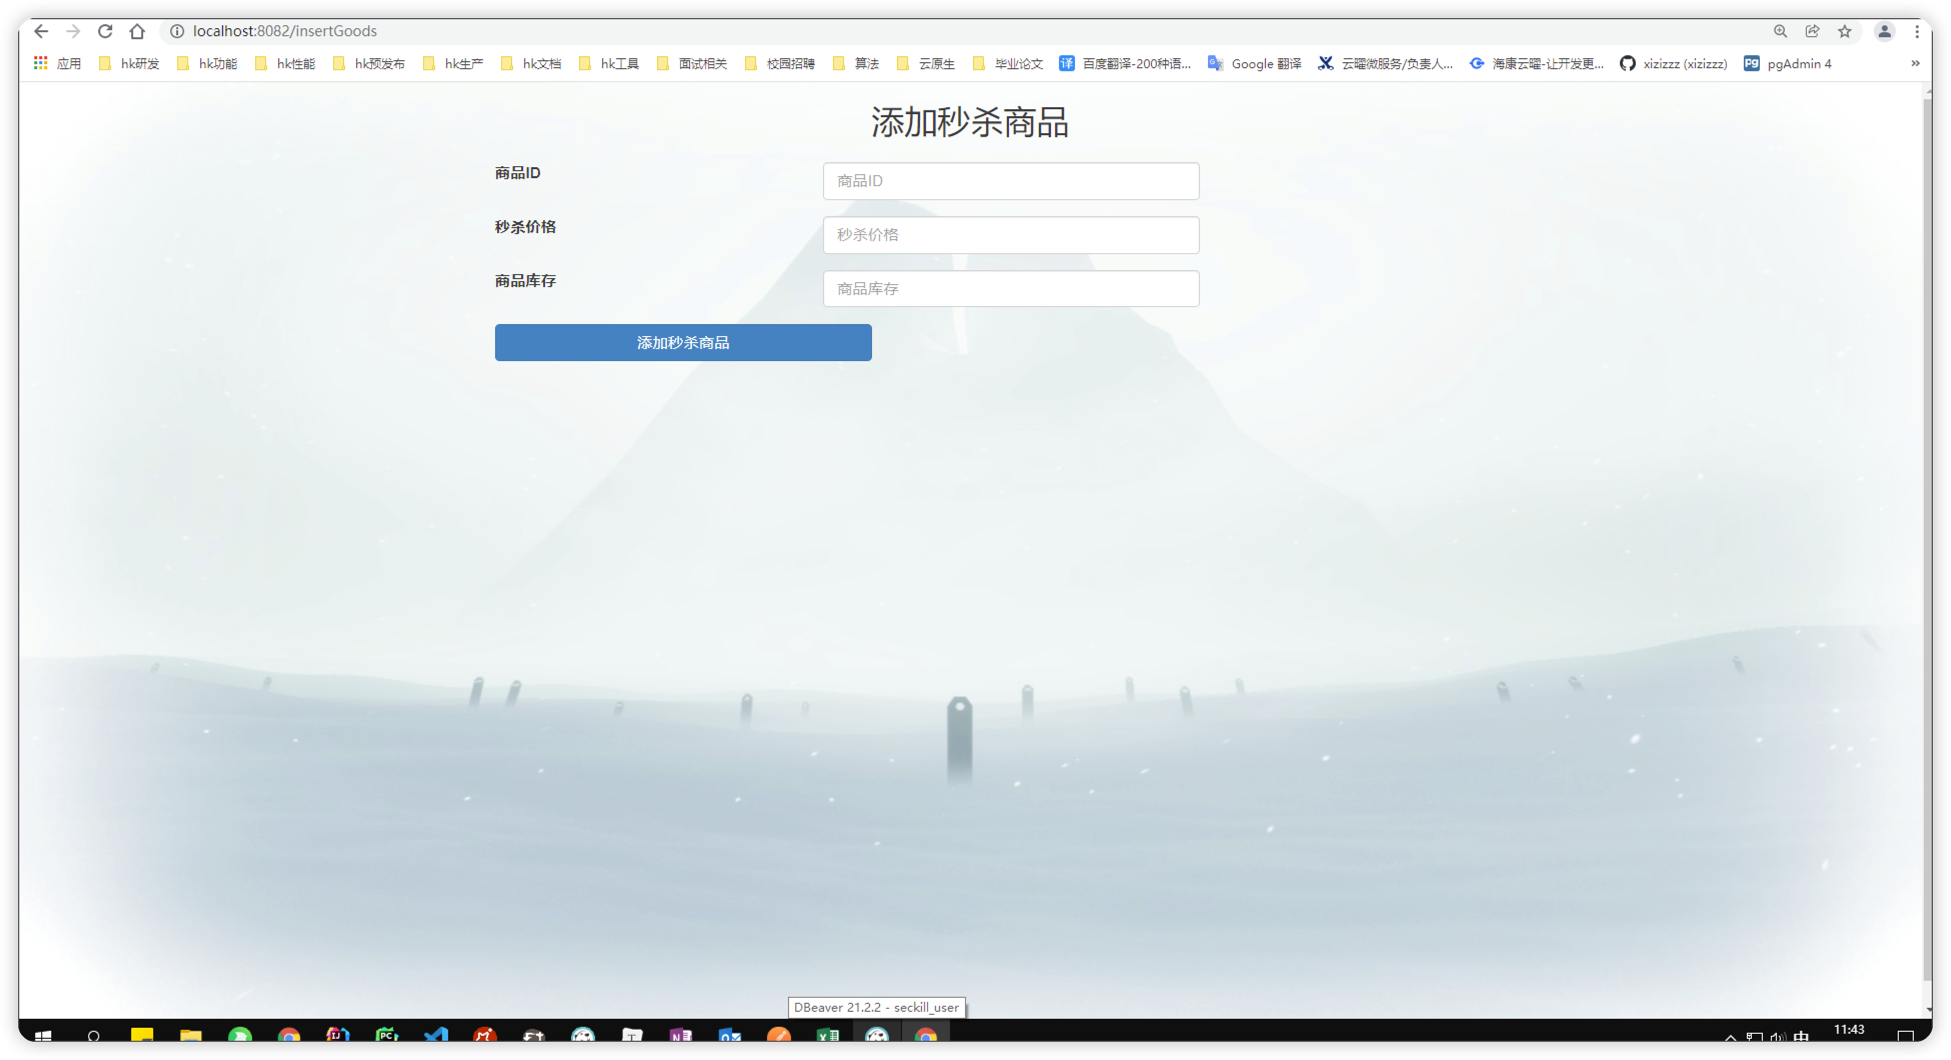 localhost:8082/insertGoods
应用 hk研发 hk功能 hk性能 hk预发布 hk生产 hk文档 hk工具 面试相关 校园招聘 算法 云原生 毕业论文 译 百度翻译-200种语... Google 翻译 云曜微服务/负责人... 海康云曜-让开发更... xizizzz (xizizzz) Pg pgAdmin 4 »
添加秒杀商品
商品ID 商品ID
秒杀价格 秒杀价格
商品库存 商品库存
添加秒杀商品
DBeaver 21.2.2 - seckill_user
中 11:43